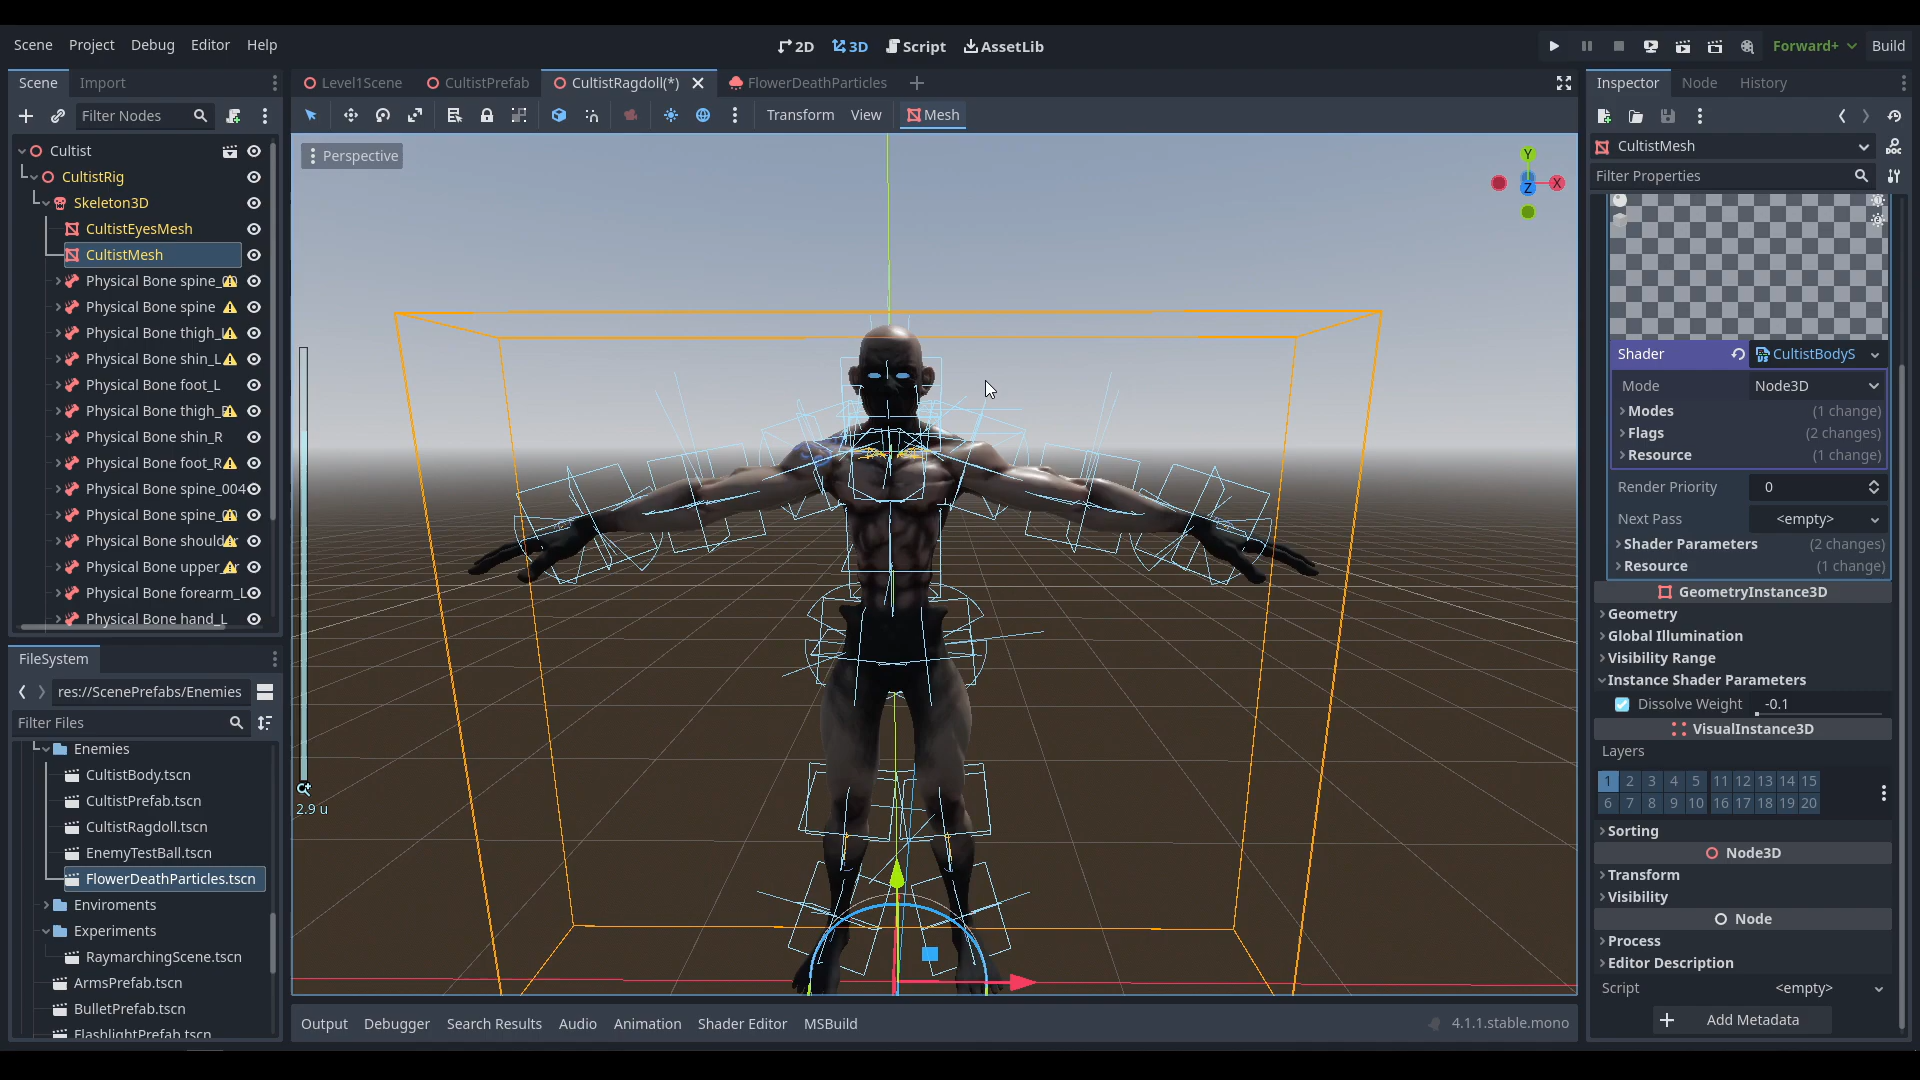 Scene Project Debug Editor Help
2D 3D Script AssetLib
Forward+ Build
Scene Import
Level1Scene CultistPrefab CultistRagdoll(*) FlowerDeathParticles
Inspector Node History
Filter Nodes
Transform View Mesh
Cultist
CultistRig
Skeleton3D
CultistEyesMesh
CultistMesh
Physical Bone
Physical Bone spine
Physical Bone
Physical Bone shin_L
Physical Bone foot_L
Physical Bone
Physical Bone shin_R
Physical Bone foot_R
Physical Bone spine_004
Physical Bone
Physical Bone
Physical Bone
Physical Bone forearm_L
Physical Bone hand_L
Perspective
Y
X
Z
2.9 u
FileSystem
res://ScenePrefabs/Enemies
Filter Files
Enemies
CultistBody.tscn
CultistPrefab.tscn
CultistRagdoll.tscn
EnemyTestBall.tscn
FlowerDeathParticles.tscn
Enviroments
Experiments
RaymarchingScene.tscn
ArmsPrefab.tscn
BulletPrefab.tscn
FlashlightPrefab.tscn
Output Debugger Search Results Audio Animation Shader Editor MSBuild
4.1.1.stable.mono
CultistMesh
Filter Properties
Shader CultistBodyS
Mode Node3D
Modes (1 change)
Flags (2 changes)
Resource (1 change)
Render Priority 0
Next Pass <empty>
Shader Parameters (2 changes)
Resource (1 change)
GeometryInstance3D
Geometry
Global Illumination
Visibility Range
Instance Shader Parameters
Dissolve Weight -0.1
VisualInstance3D
Layers
1 2 3 4 5 11 12 13 14 15
6 7 8 9 10 16 17 18 19 20
Sorting
Node3D
Transform
Visibility
Node
Process
Editor Description
Script <empty>
Add Metadata